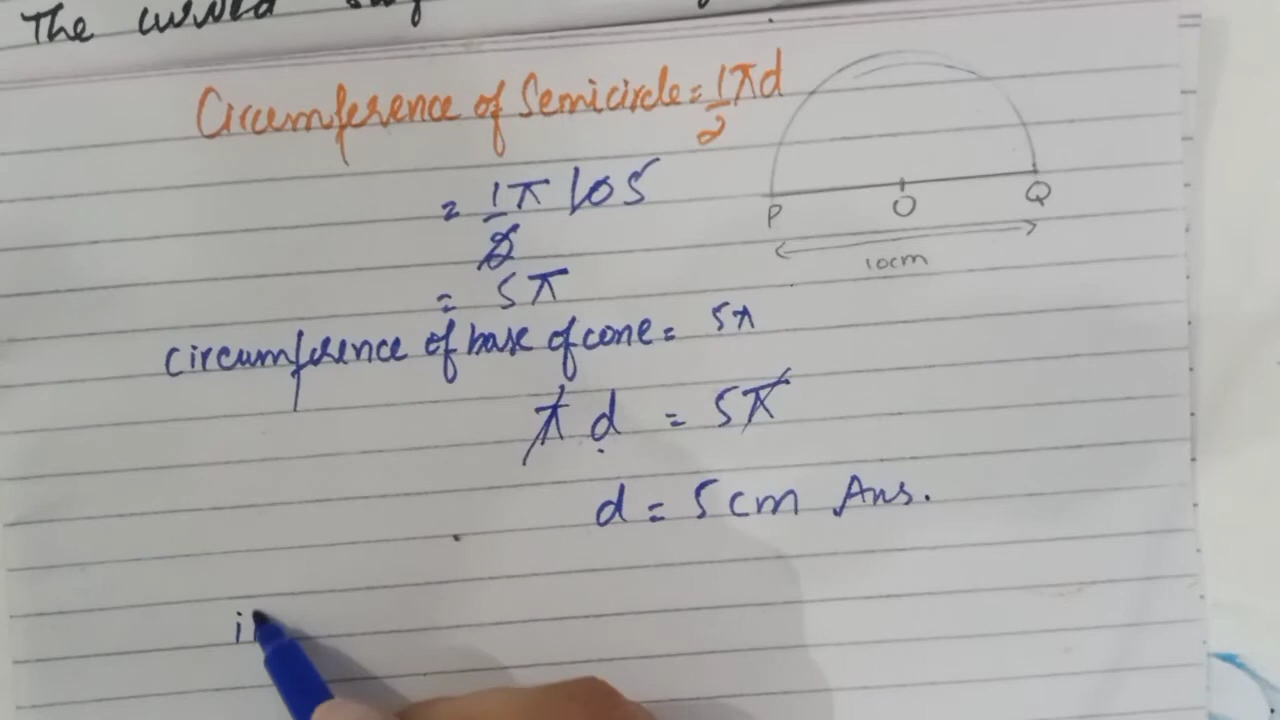 The curved
Circumference of Semicircle = 1/2 πd
= 1/2 π 10 5
= 5π
P O Q
10cm
circumference of base of cone = 5π
π d = 5π
d = 5 cm Ans.
i